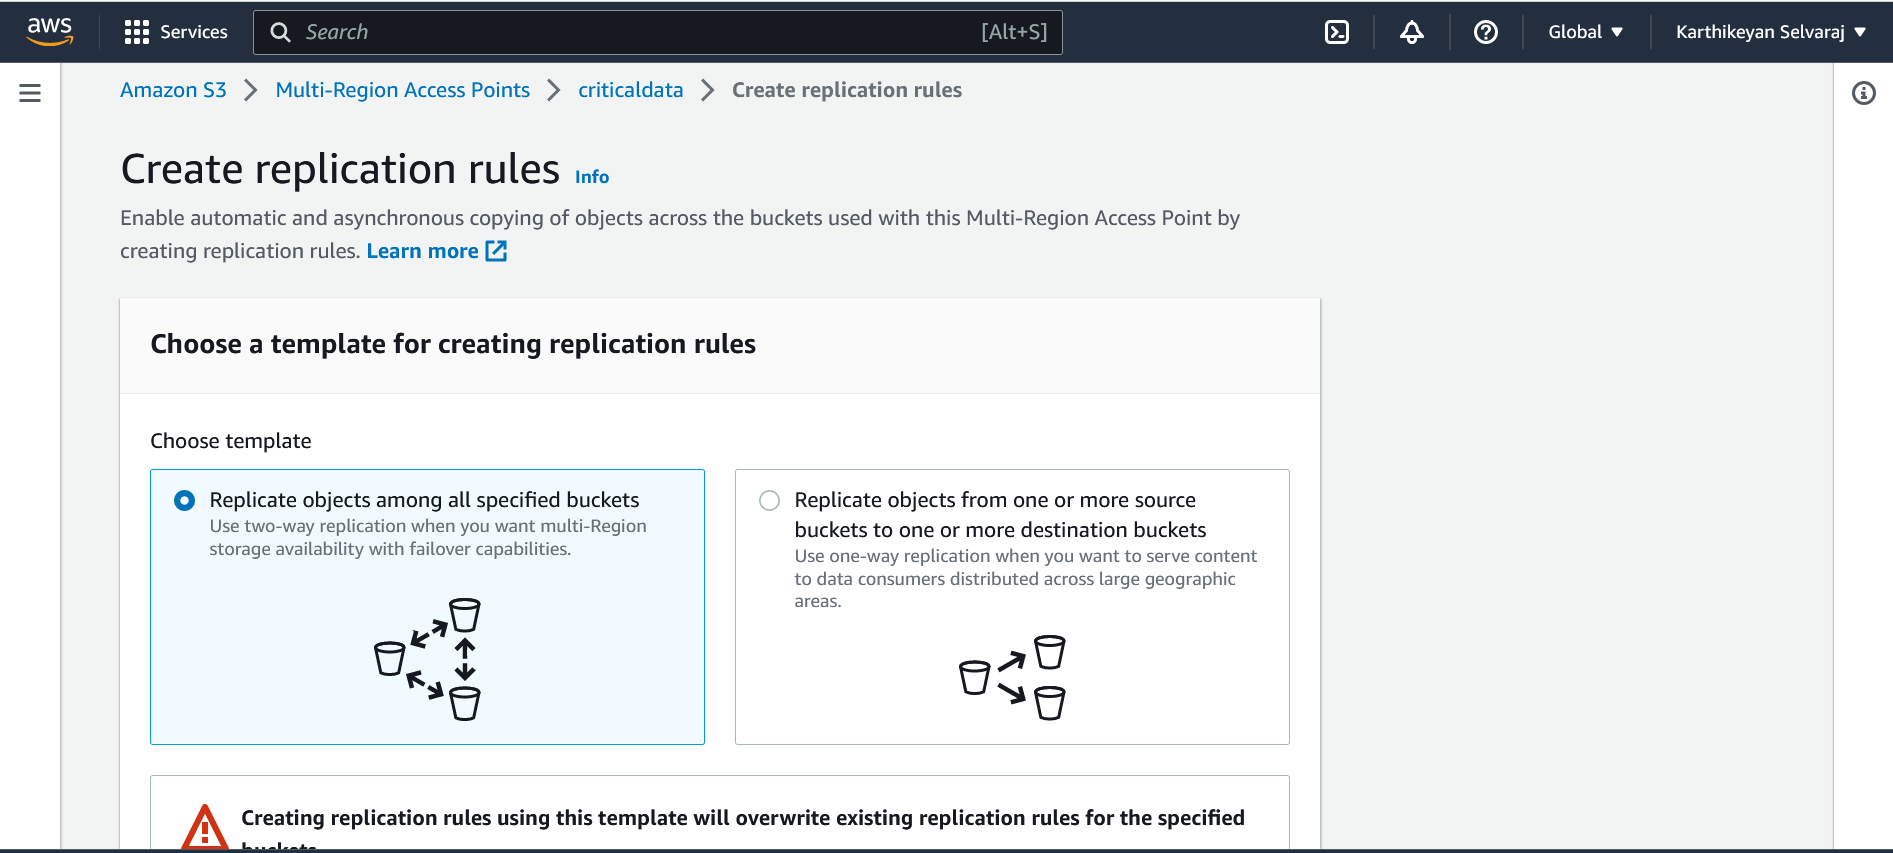 aws Services Search [Alt+S] Global Karthikeyan Selvaraj
Amazon S3 Multi-Region Access Points criticaldata Create replication rules
Create replication rules Info
Enable automatic and asynchronous copying of objects across the buckets used with this Multi-Region Access Point by
creating replication rules. Learn more
Choose a template for creating replication rules
Choose template
Replicate objects among all specified buckets
Use two-way replication when you want multi-Region
storage availability with failover capabilities.
Replicate objects from one or more source
buckets to one or more destination buckets
Use one-way replication when you want to serve content
to data consumers distributed across large geographic
areas.
Creating replication rules using this template will overwrite existing replication rules for the specified
buckets